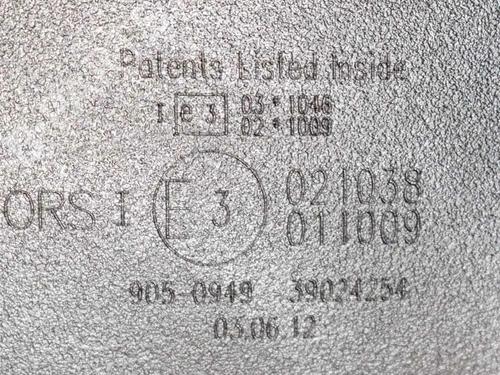 Patents Listed Inside
I e 3 03*1046
02*1009
ORS I E 3 021038
011009
905-0949 39024254
03.06.12